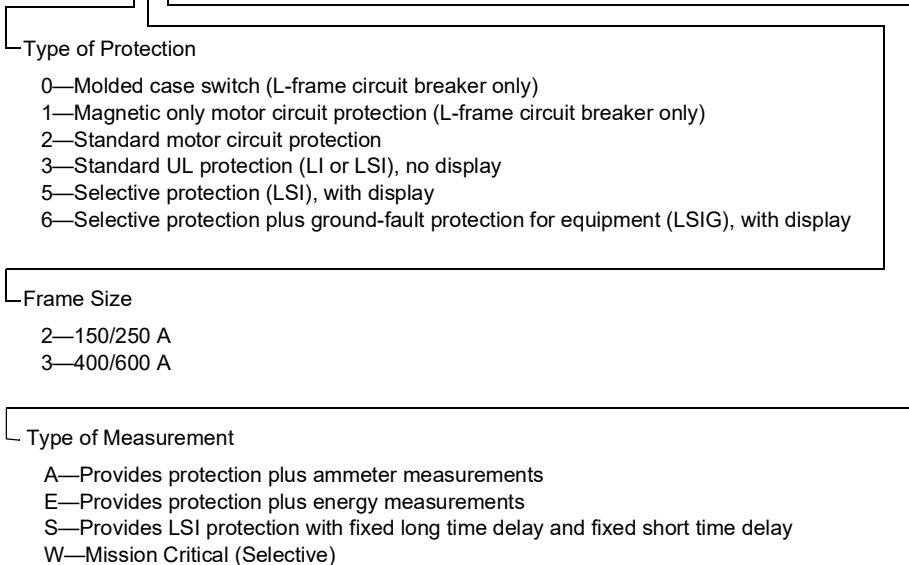 Type of Protection
0—Molded case switch (L-frame circuit breaker only)
1—Magnetic only motor circuit protection (L-frame circuit breaker only)
2—Standard motor circuit protection
3—Standard UL protection (LI or LSI), no display
5—Selective protection (LSI), with display
6—Selective protection plus ground-fault protection for equipment (LSIG), with display
Frame Size
2—150/250 A
3—400/600 A
Type of Measurement
A—Provides protection plus ammeter measurements
E—Provides protection plus energy measurements
S—Provides LSI protection with fixed long time delay and fixed short time delay
W—Mission Critical (Selective)